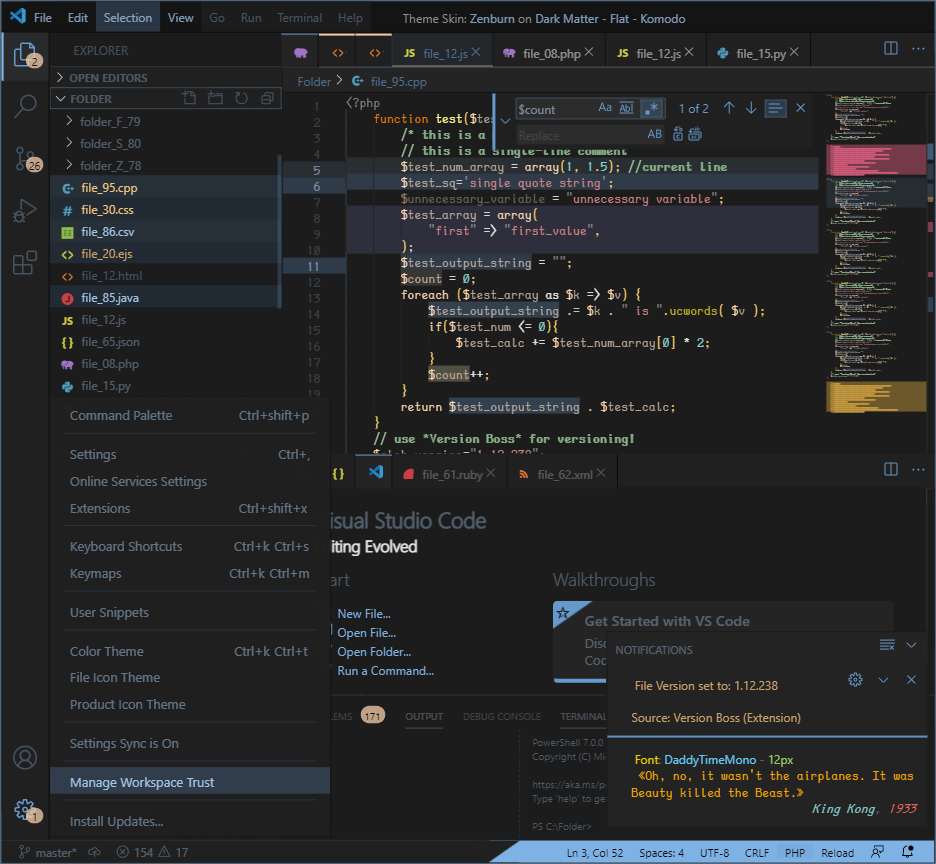 File Edit Selection View Go Run Terminal Help Theme Skin: Zenburn on Dark Matter - Flat - Komodo
2
EXPLORER
JS file_12.js file_08.php JS file_12.js file_15.py
OPEN EDITORS
Folder > file_95.cpp
FOLDER
folder_F_79
folder_S_80
folder_Z_78
26
file_95.cpp
# file_30.css
file_86.csv
file_20.ejs
file_12.html
file_85.java
JS file_12.js
{} file_65.json
file_08.php
file_15.py
$count Aa Ab .* 1 of 2
Replace AB
1 <?php
2 function test($tes
3 /* this is a
4 // this is a single-line comment
5 $test_num_array = array(1, 1.5); //current line
6 $test_sq='single quote string';
7 $unnecessary_variable = "unnecessary variable";
8 $test_array = array(
9 "first" => "first_value",
10 );
11 $test_output_string = "";
12 $count = 0;
13 foreach ($test_array as $k => $v) {
14 $test_output_string .= $k . " is ".ucwords( $v );
15 if($test_num <= 0){
16 $test_calc += $test_num_array[0] * 2;
17 }
18 $count++;
19 }
return $test_output_string . $test_calc;
}
// use *Version Boss* for versioning!
Command Palette Ctrl+shift+p
Settings Ctrl+,
Online Services Settings
Extensions Ctrl+shift+x
Keyboard Shortcuts Ctrl+k Ctrl+s
Keymaps Ctrl+k Ctrl+m
User Snippets
Color Theme Ctrl+k Ctrl+t
File Icon Theme
Product Icon Theme
Settings Sync is On
Manage Workspace Trust
Install Updates...
1
{} file_61.ruby file_62.xml
isual Studio Code
iting Evolved
art
New File...
Open File...
Open Folder...
Run a Command...
Walkthroughs
Get Started with VS Code
Disc
Coc
LEMS 171 OUTPUT DEBUG CONSOLE TERMINAL
PowerShell 7.0.0
Copyright (C) Mi
https://aka.ms/p
Type 'help' to ge
PS C:\Folder>
NOTIFICATIONS
File Version set to: 1.12.238
Source: Version Boss (Extension)
Font: DaddyTimeMono - 12px
«Oh, no, it wasn't the airplanes. It was
Beauty killed the Beast.»
King Kong, 1933
master* 154 17 Ln 3, Col 52 Spaces: 4 UTF-8 CRLF PHP Reload